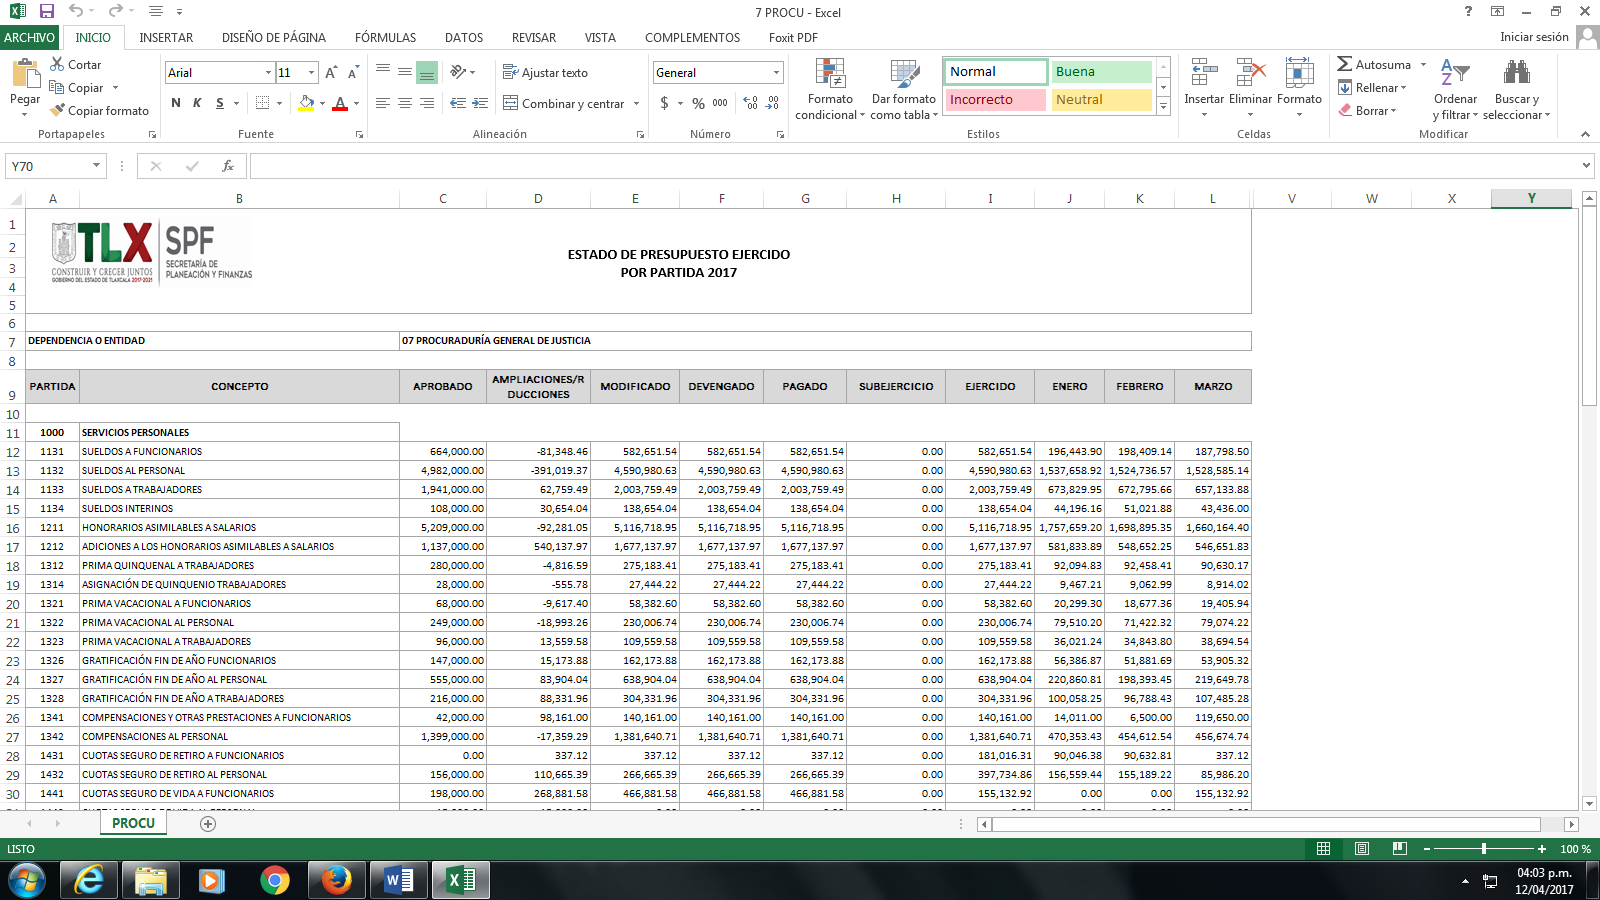 7 PROCU - Excel
ARCHIVO INICIO INSERTAR DISEÑO DE PÁGINA FÓRMULAS DATOS REVISAR VISTA COMPLEMENTOS Foxit PDF Iniciar sesión
Pegar Cortar Copiar Copiar formato
Arial 11
N K S
Ajustar texto
Combinar y centrar
General
$ % 000
Formato condicional
Dar formato como tabla
Normal Buena
Incorrecto Neutral
Insertar Eliminar Formato
Autosuma
Rellenar
Borrar
Ordenar y filtrar
Buscar y seleccionar
Portapapeles Fuente Alineación Número Estilos Celdas Modificar
Y70 fx
A B C D E F G H I J K L V W X Y
1
2
3
4
5
TLX SPF
SECRETARÍA DE
PLANEACIÓN Y FINANZAS
CONSTRUIR Y CRECER JUNTOS
GOBIERNO DEL ESTADO DE TLAXCALA 2017-2021
ESTADO DE PRESUPUESTO EJERCIDO
POR PARTIDA 2017
6
7 DEPENDENCIA O ENTIDAD 07 PROCURADURÍA GENERAL DE JUSTICIA
8
9 PARTIDA CONCEPTO APROBADO AMPLIACIONES/R DUCCIONES MODIFICADO DEVENGADO PAGADO SUBEJERCICIO EJERCIDO ENERO FEBRERO MARZO
10
11 1000 SERVICIOS PERSONALES
12 1131 SUELDOS A FUNCIONARIOS 664,000.00 -81,348.46 582,651.54 582,651.54 582,651.54 0.00 582,651.54 196,443.90 198,409.14 187,798.50
13 1132 SUELDOS AL PERSONAL 4,982,000.00 -391,019.37 4,590,980.63 4,590,980.63 4,590,980.63 0.00 4,590,980.63 1,537,658.92 1,524,736.57 1,528,585.14
14 1133 SUELDOS A TRABAJADORES 1,941,000.00 62,759.49 2,003,759.49 2,003,759.49 2,003,759.49 0.00 2,003,759.49 673,829.95 672,795.66 657,133.88
15 1134 SUELDOS INTERINOS 108,000.00 30,654.04 138,654.04 138,654.04 138,654.04 0.00 138,654.04 44,196.16 51,021.88 43,436.00
16 1211 HONORARIOS ASIMILABLES A SALARIOS 5,209,000.00 -92,281.05 5,116,718.95 5,116,718.95 5,116,718.95 0.00 5,116,718.95 1,757,659.20 1,698,895.35 1,660,164.40
17 1212 ADICIONES A LOS HONORARIOS ASIMILABLES A SALARIOS 1,137,000.00 540,137.97 1,677,137.97 1,677,137.97 1,677,137.97 0.00 1,677,137.97 581,833.89 548,652.25 546,651.83
18 1312 PRIMA QUINQUENAL A TRABAJADORES 280,000.00 -4,816.59 275,183.41 275,183.41 275,183.41 0.00 275,183.41 92,094.83 92,458.41 90,630.17
19 1314 ASIGNACIÓN DE QUINQUENIO TRABAJADORES 28,000.00 -555.78 27,444.22 27,444.22 27,444.22 0.00 27,444.22 9,467.21 9,062.99 8,914.02
20 1321 PRIMA VACACIONAL A FUNCIONARIOS 68,000.00 -9,617.40 58,382.60 58,382.60 58,382.60 0.00 58,382.60 20,299.30 18,677.36 19,405.94
21 1322 PRIMA VACACIONAL AL PERSONAL 249,000.00 -18,993.26 230,006.74 230,006.74 230,006.74 0.00 230,006.74 79,510.20 71,422.32 79,074.22
22 1323 PRIMA VACACIONAL A TRABAJADORES 96,000.00 13,559.58 109,559.58 109,559.58 109,559.58 0.00 109,559.58 36,021.24 34,843.80 38,694.54
23 1326 GRATIFICACIÓN FIN DE AÑO FUNCIONARIOS 147,000.00 15,173.88 162,173.88 162,173.88 162,173.88 0.00 162,173.88 56,386.87 51,881.69 53,905.32
24 1327 GRATIFICACIÓN FIN DE AÑO AL PERSONAL 555,000.00 83,904.04 638,904.04 638,904.04 638,904.04 0.00 638,904.04 220,860.81 198,393.45 219,649.78
25 1328 GRATIFICACIÓN FIN DE AÑO A TRABAJADORES 216,000.00 88,331.96 304,331.96 304,331.96 304,331.96 0.00 304,331.96 100,058.25 96,788.43 107,485.28
26 1341 COMPENSACIONES Y OTRAS PRESTACIONES A FUNCIONARIOS 42,000.00 98,161.00 140,161.00 140,161.00 140,161.00 0.00 140,161.00 14,011.00 6,500.00 119,650.00
27 1342 COMPENSACIONES AL PERSONAL 1,399,000.00 -17,359.29 1,381,640.71 1,381,640.71 1,381,640.71 0.00 1,381,640.71 470,353.43 454,612.54 456,674.74
28 1431 CUOTAS SEGURO DE RETIRO A FUNCIONARIOS 0.00 337.12 337.12 337.12 337.12 0.00 181,016.31 90,046.38 90,632.81 337.12
29 1432 CUOTAS SEGURO DE RETIRO AL PERSONAL 156,000.00 110,665.39 266,665.39 266,665.39 266,665.39 0.00 397,734.86 156,559.44 155,189.22 85,986.20
30 1441 CUOTAS SEGURO DE VIDA A FUNCIONARIOS 198,000.00 268,881.58 466,881.58 466,881.58 466,881.58 0.00 155,132.92 0.00 0.00 155,132.92
PROCU
LISTO 100 %
04:03 p.m.
12/04/2017